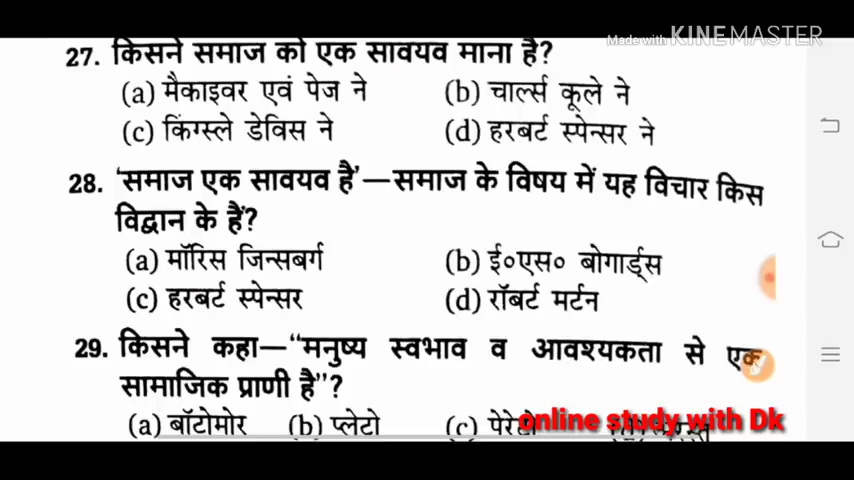 Made with KINEMASTER
27. किसने समाज को एक सावयव माना है?
(a) मैकाइवर एवं पेज ने (b) चार्ल्स कूले ने
(c) किंग्स्ले डेविस ने (d) हरबर्ट स्पेन्सर ने
28. 'समाज एक सावयव है'—समाज के विषय में यह विचार किस
विद्वान के हैं?
(a) मॉरिस जिन्सबर्ग (b) ई०एस० बोगार्ड्स
(c) हरबर्ट स्पेन्सर (d) रॉबर्ट मर्टन
29. किसने कहा—“मनुष्य स्वभाव व आवश्यकता से एक
सामाजिक प्राणी है”?
(a) बॉटोमोर (b) प्लेटो (c) पेरेटो
online study with Dk